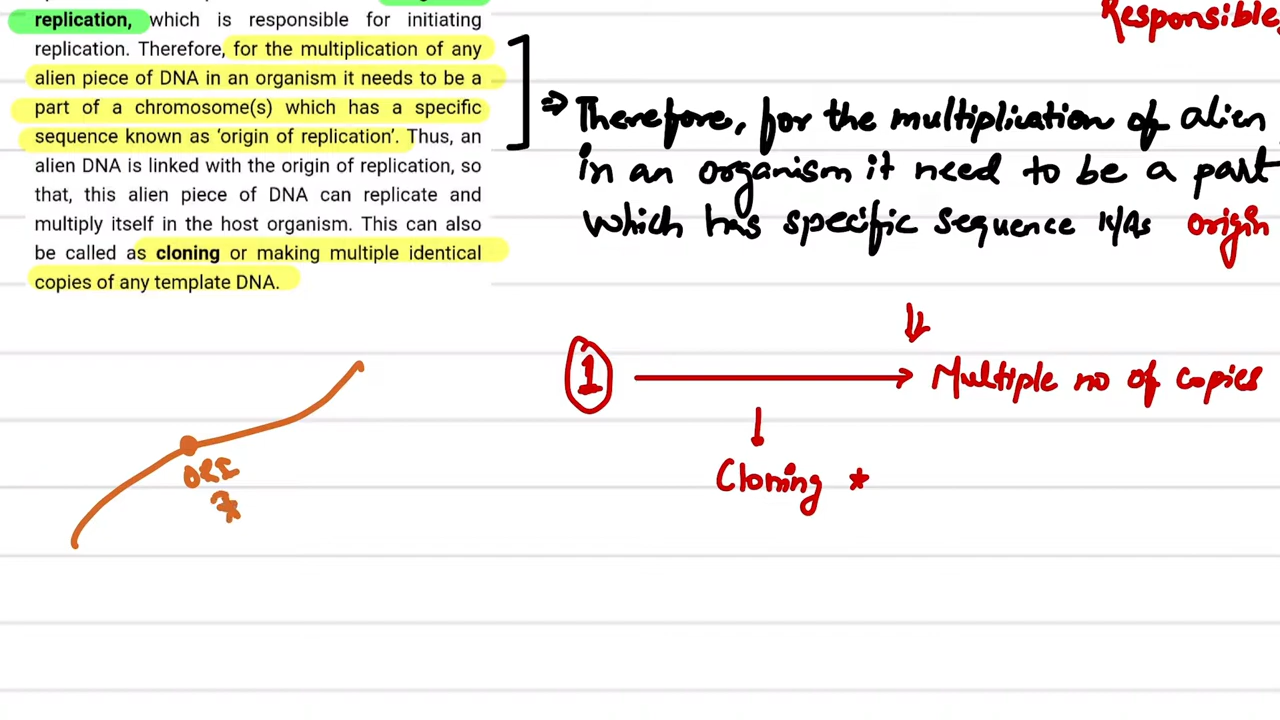 replication, which is responsible for initiating
replication. Therefore, for the multiplication of any
alien piece of DNA in an organism it needs to be a
part of a chromosome(s) which has a specific
sequence known as ‘origin of replication’. Thus, an
alien DNA is linked with the origin of replication, so
that, this alien piece of DNA can replicate and
multiply itself in the host organism. This can also
be called as cloning or making multiple identical
copies of any template DNA.
Responsible
⇒ Therefore, for the multiplication of alien
in an organism it need to be a part
which has specific sequence K/As origin
1 → Multiple no of copies
Cloning *
ORI
*